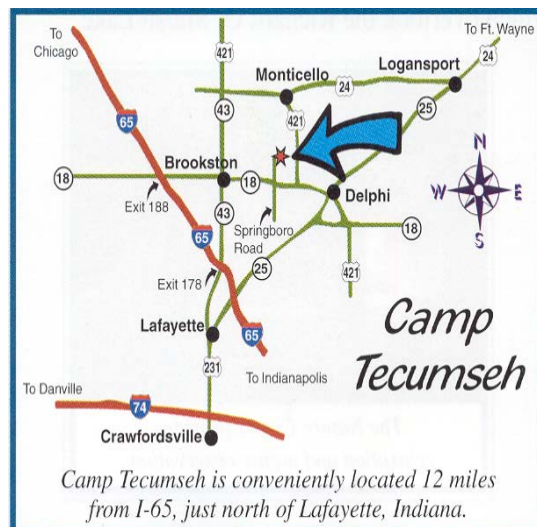 To
Chicago
To Ft. Wayne
421
Monticello
24
Logansport
24
43
65
421
25
Brookston
18
18
Delphi
N
W
E
S
Exit 188
43
Springboro
Road
18
65
25
421
Exit 178
Lafayette
65
231
To Indianapolis
To Danville
74
Crawfordsville
Camp
Tecumseh
Camp Tecumseh is conveniently located 12 miles
from I-65, just north of Lafayette, Indiana.